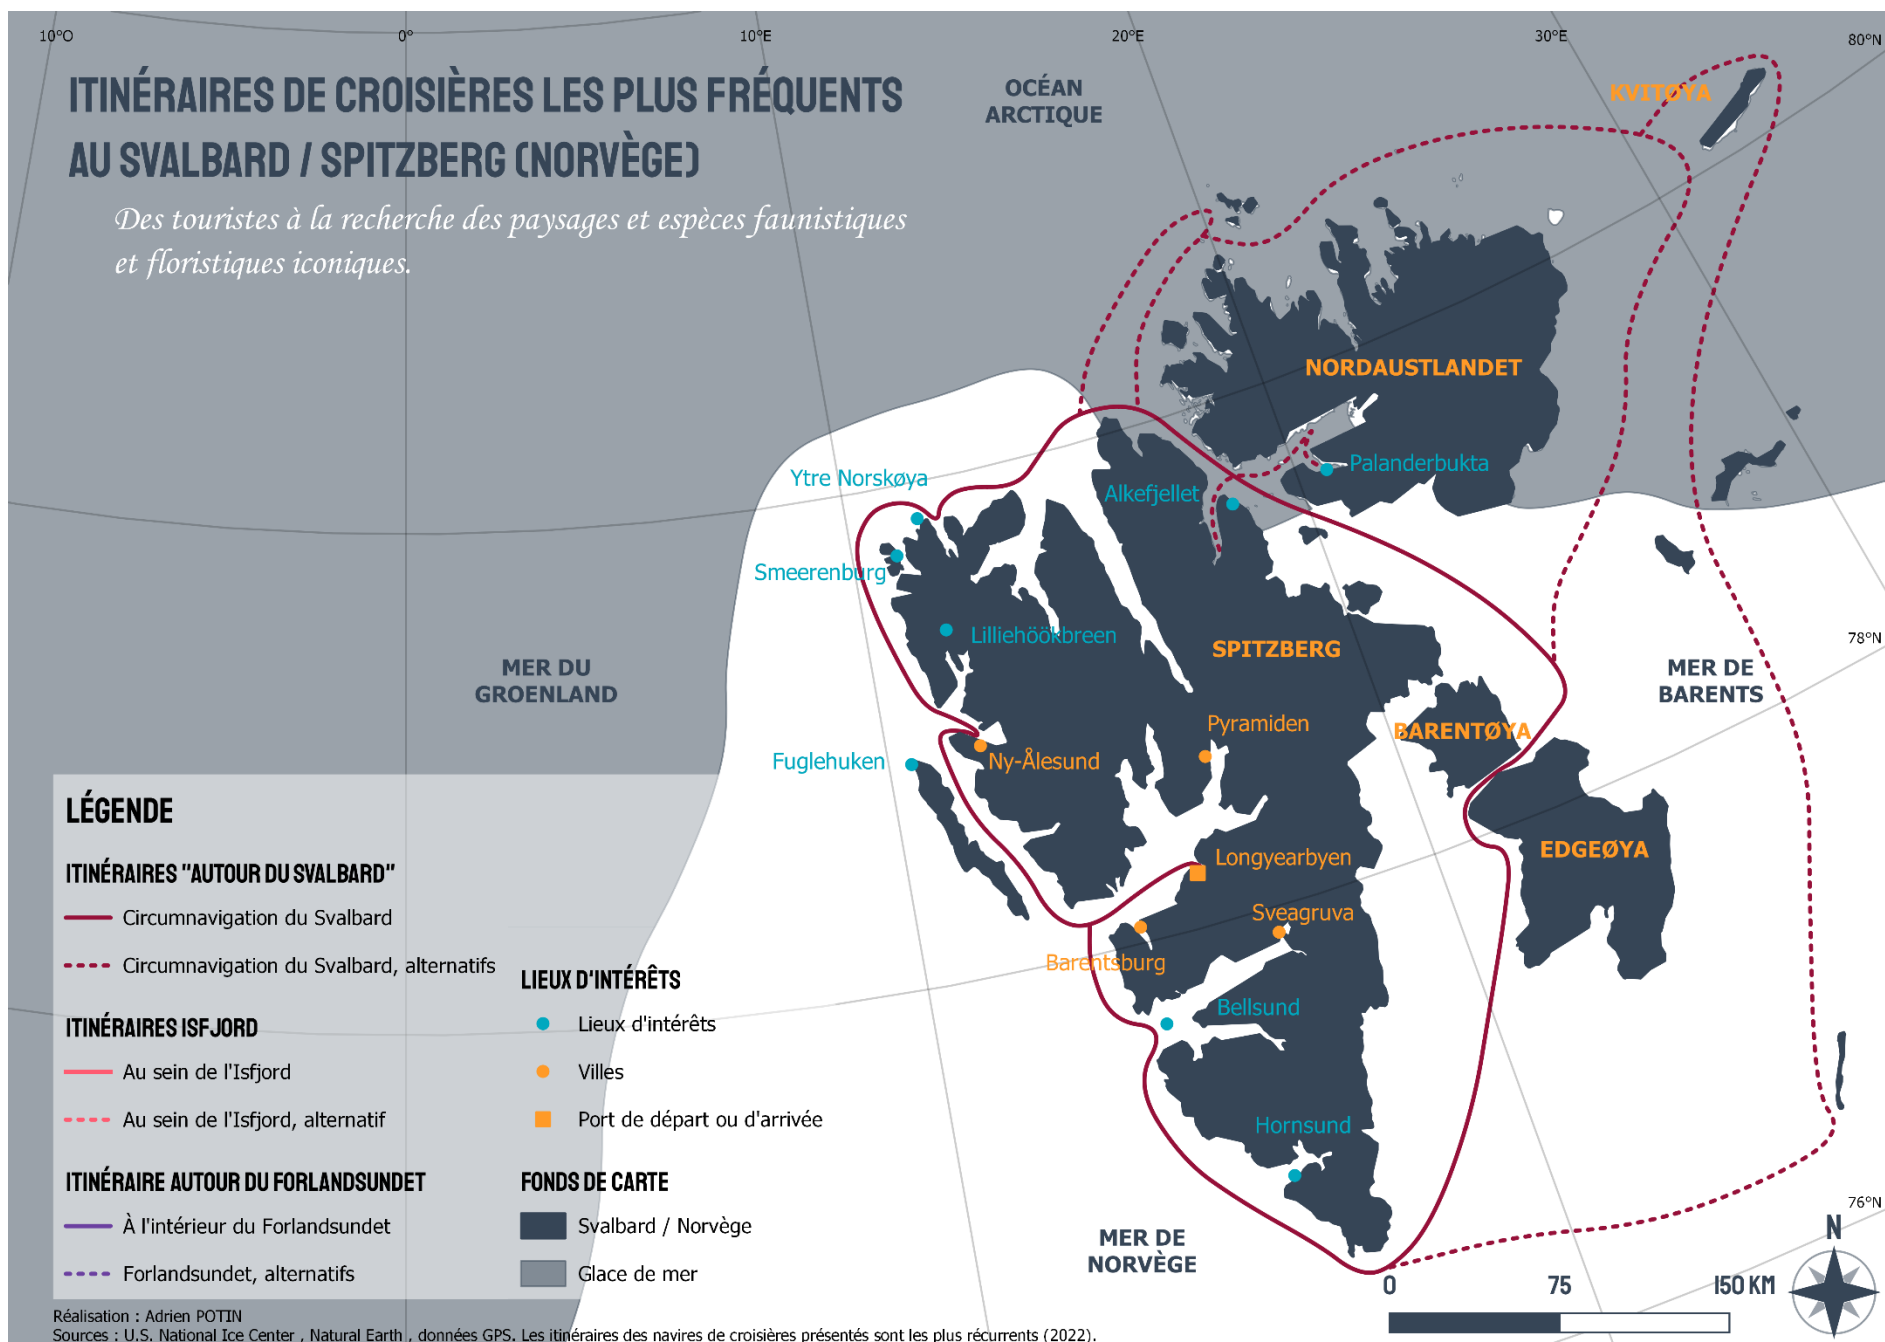 10°O
0°
10°E
20°E
30°E
80°N
ITINÉRAIRES DE CROISIÈRES LES PLUS FRÉQUENTS
AU SVALBARD / SPITZBERG (NORVÈGE)
Des touristes à la recherche des paysages et espèces faunistiques
et floristiques iconiques.
OCÉAN
ARCTIQUE
KVITØYA
NORDAUSTLANDET
Palanderbukta
Alkefjellet
Ytre Norskøya
Smeerenburg
Lilliehöökbreen
SPITZBERG
78°N
MER DU
GROENLAND
MER DE
BARENTS
Pyramiden
BARENTØYA
Fuglehuken
Ny-Ålesund
EDGEØYA
Longyearbyen
Sveagruva
Barentsburg
Bellsund
Hornsund
76°N
MER DE
NORVÈGE
N
0
75
150 KM
LÉGENDE
ITINÉRAIRES "AUTOUR DU SVALBARD"
Circumnavigation du Svalbard
Circumnavigation du Svalbard, alternatifs
ITINÉRAIRES ISFJORD
Au sein de l'Isfjord
Au sein de l'Isfjord, alternatif
ITINÉRAIRE AUTOUR DU FORLANDSUNDET
À l'intérieur du Forlandsundet
Forlandsundet, alternatifs
LIEUX D'INTÉRÊTS
Lieux d'intérêts
Villes
Port de départ ou d'arrivée
FONDS DE CARTE
Svalbard / Norvège
Glace de mer
Réalisation : Adrien POTIN
Sources : U.S. National Ice Center , Natural Earth , données GPS. Les itinéraires des navires de croisières présentés sont les plus récurrents (2022).